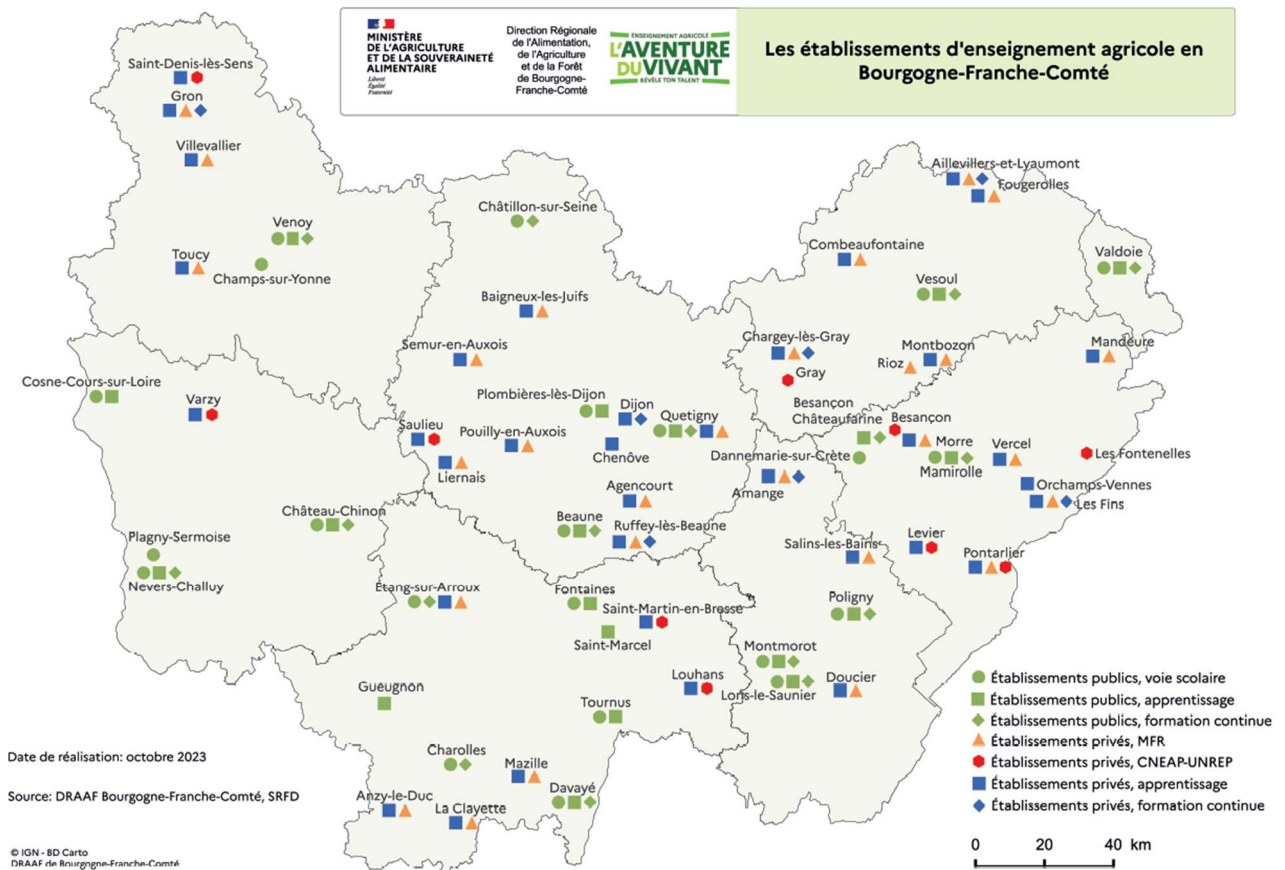 MINISTÈRE
DE L'AGRICULTURE
ET DE LA SOUVERAINETÉ
ALIMENTAIRE
Liberté
Égalité
Fraternité
Direction Régionale
de l'Alimentation,
de l'Agriculture
et de la Forêt
de Bourgogne-
Franche-Comté
ENSEIGNEMENT AGRICOLE
L'AVENTURE
DU VIVANT
RÉVÈLE TON TALENT
Les établissements d'enseignement agricole en
Bourgogne-Franche-Comté
Saint-Denis-lès-Sens
Gron
Villevallier
Venoy
Toucy
Champs-sur-Yonne
Châtillon-sur-Seine
Baigneux-les-Juifs
Semur-en-Auxois
Aillevillers-et-Lyaumont
Fougerolles
Combeaufontaine
Vesoul
Valdoie
Chargey-lès-Gray
Gray
Rioz
Montbozon
Mandeure
Cosne-Cours-sur-Loire
Varzy
Plombières-lès-Dijon
Dijon
Quetigny
Saulieu
Pouilly-en-Auxois
Chenôve
Liernais
Besançon
Châteaufarine
Besançon
Morre
Mamirolle
Vercel
Les Fontenelles
Dannemarie-sur-Crète
Amange
Orchamps-Vennes
Les Fins
Agencourt
Beaune
Ruffey-lès-Beaune
Château-Chinon
Plagny-Sermoise
Nevers-Challuy
Salins-les-Bains
Levier
Pontarlier
Etang-sur-Arroux
Fontaines
Saint-Martin-en-Bresse
Saint-Marcel
Poligny
Montmorot
Lons-le-Saunier
Doucier
Louhans
Gueugnon
Tournus
Charolles
Mazille
Davayé
Anzy-le-Duc
La Clayette
Établissements publics, voie scolaire
Établissements publics, apprentissage
Établissements publics, formation continue
Établissements privés, MFR
Établissements privés, CNEAP-UNREP
Établissements privés, apprentissage
Établissements privés, formation continue
0 20 40 km
Date de réalisation: octobre 2023
Source: DRAAF Bourgogne-Franche-Comté, SRFD
© IGN - BD Carto
DRAAF de Bourgogne-Franche-Comté